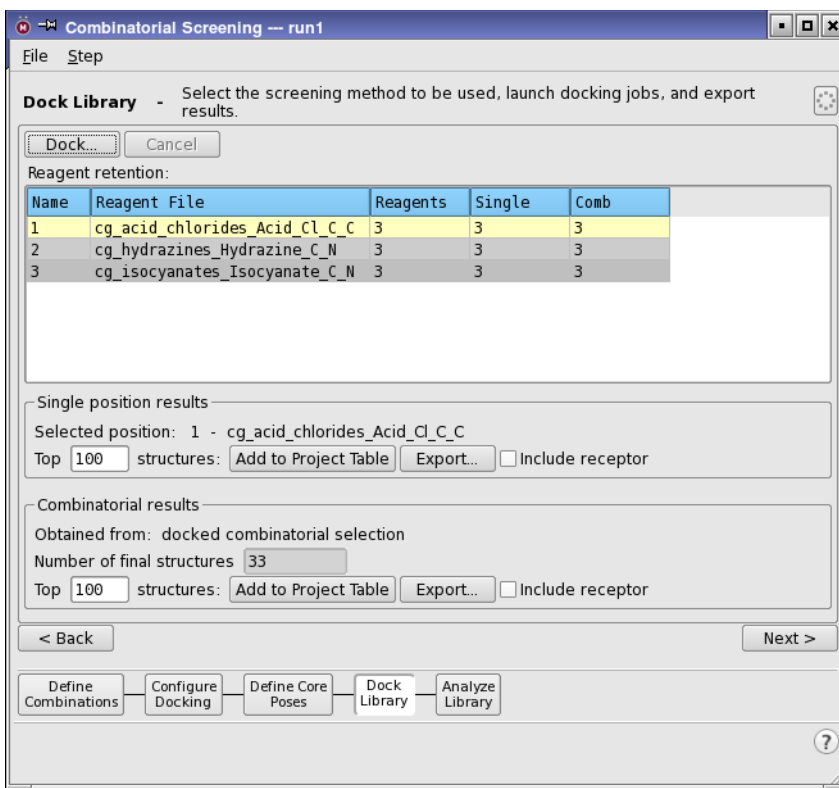 Combinatorial Screening — run1
File Step
Dock Library - Select the screening method to be used, launch docking jobs, and export
results.
Dock... Cancel
Reagent retention:
Name Reagent File Reagents Single Comb
1 cg_acid_chlorides_Acid_Cl_C_C 3 3 3
2 cg_hydrazines_Hydrazine_C_N 3 3 3
3 cg_isocyanates_Isocyanate_C_N 3 3 3
Single position results
Selected position: 1 - cg_acid_chlorides_Acid_Cl_C_C
Top 100 structures: Add to Project Table Export... Include receptor
Combinatorial results
Obtained from: docked combinatorial selection
Number of final structures 33
Top 100 structures: Add to Project Table Export... Include receptor
< Back Next >
Define Combinations Configure Docking Define Core Poses Dock Library Analyze Library
?